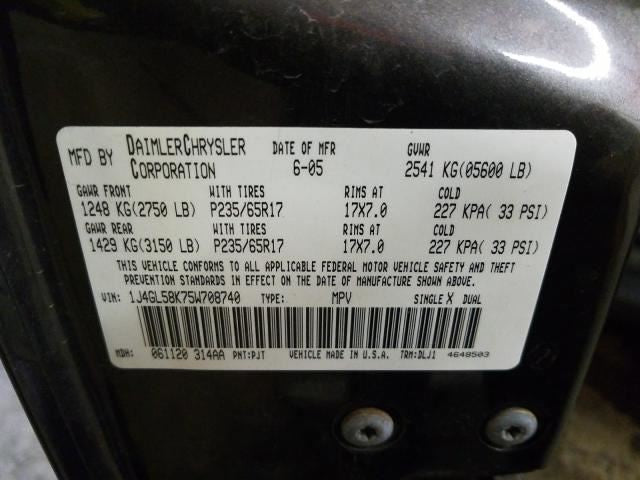 MFD BY DAIMLERCHRYSLER CORPORATION DATE OF MFR 6-05 GVWR 2541 KG(05600 LB)
GAWR FRONT WITH TIRES RIMS AT COLD
1248 KG(2750 LB) P235/65R17 17X7.0 227 KPA( 33 PSI)
GAWR REAR WITH TIRES RIMS AT COLD
1429 KG(3150 LB) P235/65R17 17X7.0 227 KPA( 33 PSI)
THIS VEHICLE CONFORMS TO ALL APPLICABLE FEDERAL MOTOR VEHICLE SAFETY AND THEFT
PREVENTION STANDARDS IN EFFECT ON THE DATE OF MANUFACTURE SHOWN ABOVE.
VIN: 1J4GL58K75W708740 TYPE: MPV SINGLE X DUAL
MDH: 061120 314AA PNT:PJT VEHICLE MADE IN U.S.A. TRM:DLJ1 4648503